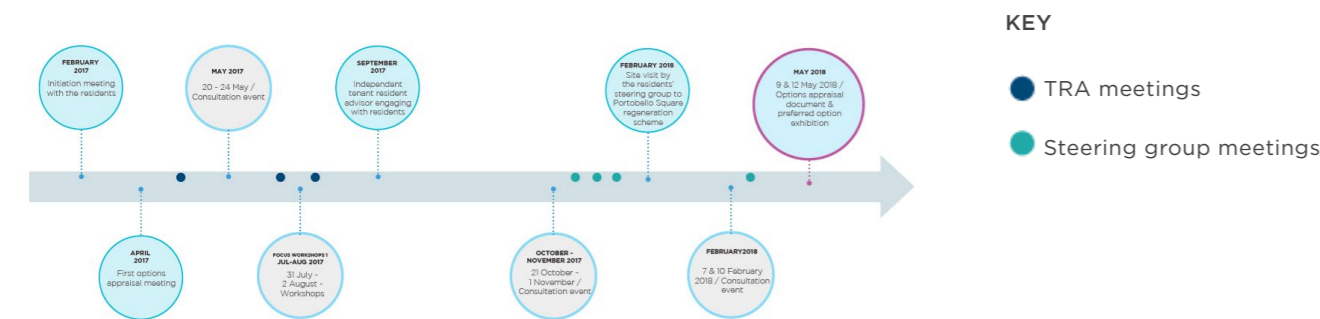 KEY
TRA meetings
Steering group meetings
FEBRUARY
2017
Initiation meeting
with the residents
MAY 2017
20 - 24 May /
Consultation event
SEPTEMBER
2017
Independent
tenant resident
advisor engaging
with residents
FEBRUARY 2018
Site visit by
the residents'
steering group to
Portobello Square
regeneration
scheme
MAY 2018
9 & 12 May 2018 /
Options appraisal
document &
preferred option
exhibition
APRIL
2017
First options
appraisal meeting
FOCUS WORKSHOPS 1
JUL-AUG 2017
31 July -
2 August -
Workshops
OCTOBER -
NOVEMBER 2017
21 October -
1 November /
Consultation event
FEBRUARY2018
7 & 10 February
2018 / Consultation
event